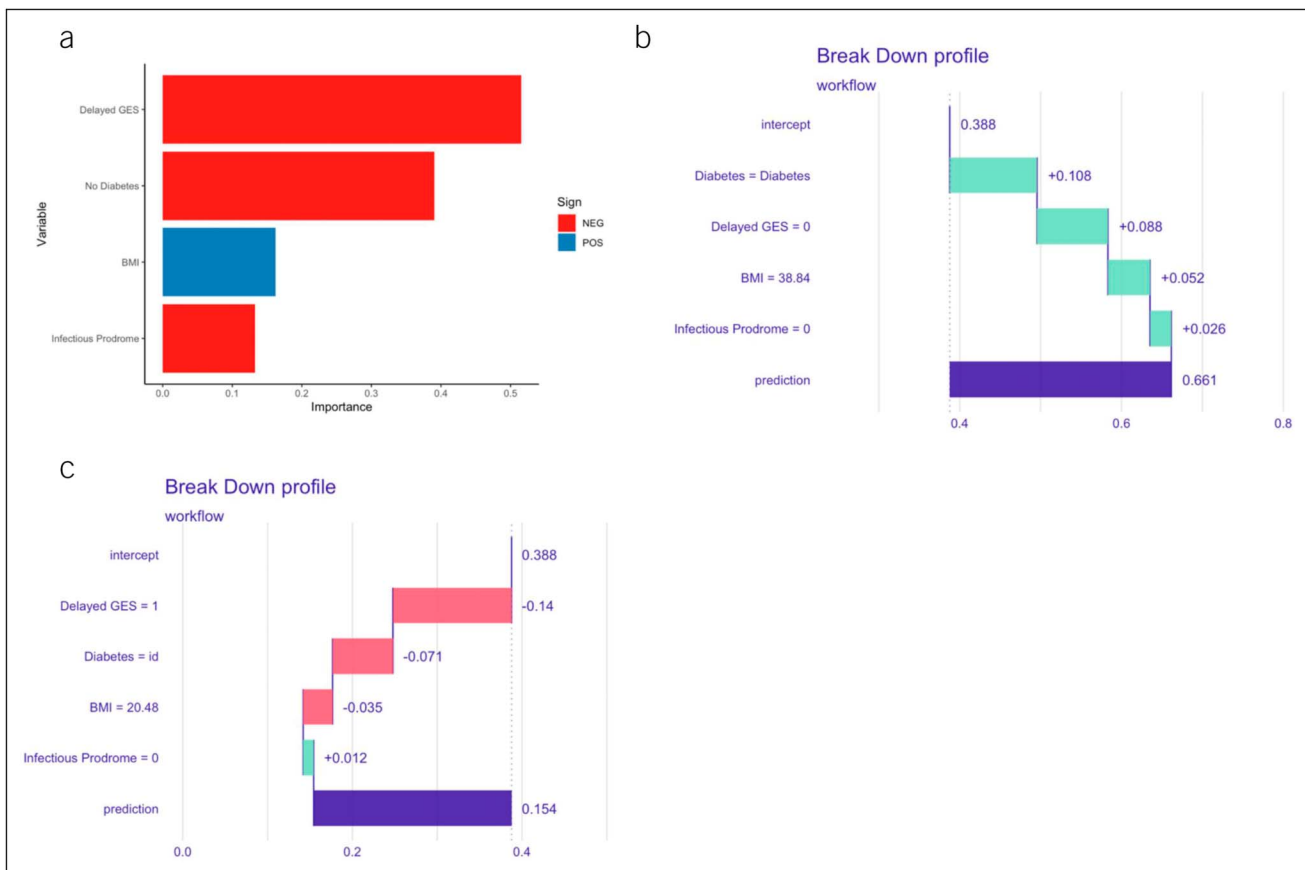 a
Variable
Delayed GES
No Diabetes
BMI
Infectious Prodrome
0.0 0.1 0.2 0.3 0.4 0.5
Importance
Sign
NEG
POS
b
Break Down profile
workflow
intercept 0.388
Diabetes = Diabetes +0.108
Delayed GES = 0 +0.088
BMI = 38.84 +0.052
Infectious Prodrome = 0 +0.026
prediction 0.661
0.4 0.6 0.8
c
Break Down profile
workflow
intercept 0.388
Delayed GES = 1 -0.14
Diabetes = id -0.071
BMI = 20.48 -0.035
Infectious Prodrome = 0 +0.012
prediction 0.154
0.0 0.2 0.4